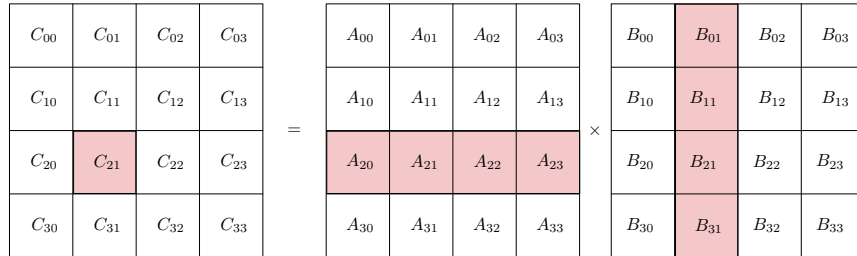 C₀₀ C₀₁ C₀₂ C₀₃ A₀₀ A₀₁ A₀₂ A₀₃ B₀₀ B₀₁ B₀₂ B₀₃
C₁₀ C₁₁ C₁₂ C₁₃ A₁₀ A₁₁ A₁₂ A₁₃ B₁₀ B₁₁ B₁₂ B₁₃
= ×
C₂₀ C₂₁ C₂₂ C₂₃ A₂₀ A₂₁ A₂₂ A₂₃ B₂₀ B₂₁ B₂₂ B₂₃
C₃₀ C₃₁ C₃₂ C₃₃ A₃₀ A₃₁ A₃₂ A₃₃ B₃₀ B₃₁ B₃₂ B₃₃